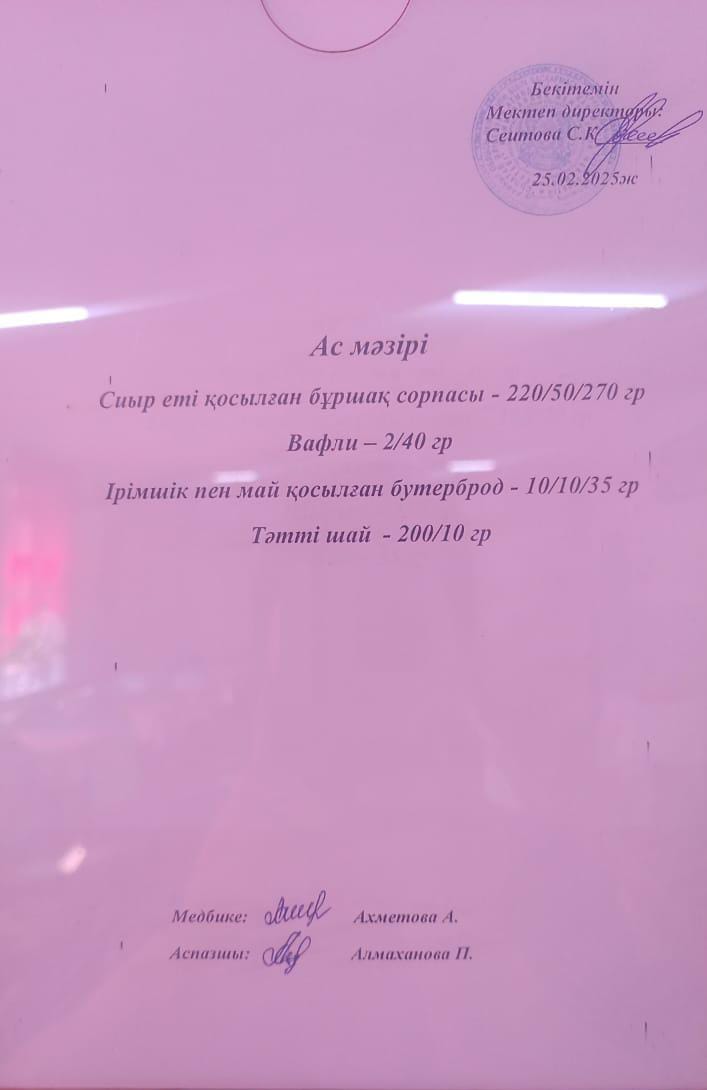 Бекітемін
Мектеп директоры:
Сеитова С.К
25.02.2025ж
Ас мәзірі
Сиыр еті қосылған бұршақ сорпасы - 220/50/270 гр
Вафли – 2/40 гр
Ірімшік пен май қосылған бутерброд - 10/10/35 гр
Тәтті шай - 200/10 гр
Медбике: Ахметова А.
Аспазшы: Алмаханова П.